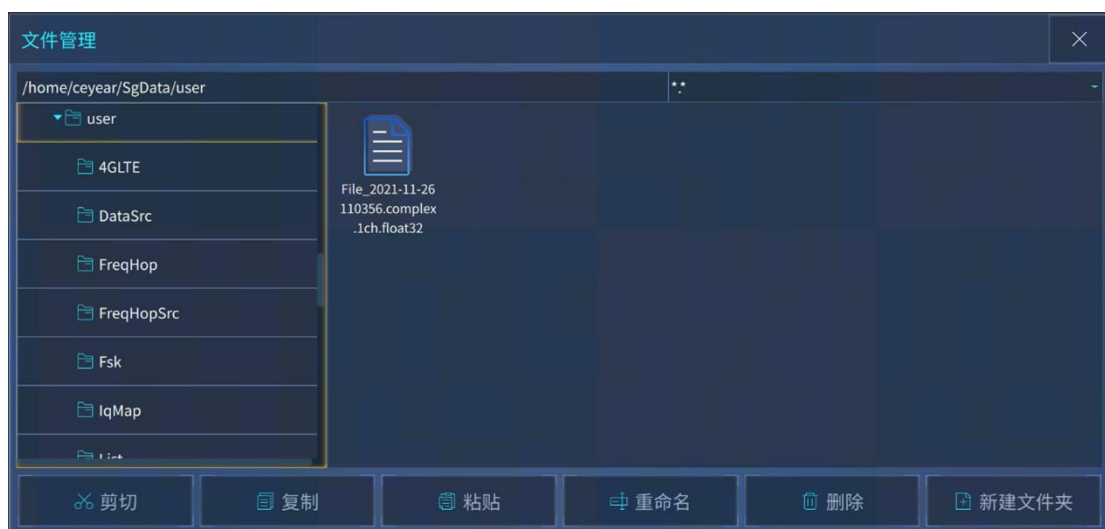 文件管理
/home/ceyear/SgData/user
*.*
user
4GLTE
DataSrc
FreqHop
FreqHopSrc
Fsk
IqMap
List
File_2021-11-26
110356.complex
.1ch.float32
剪切
复制
粘贴
重命名
删除
新建文件夹